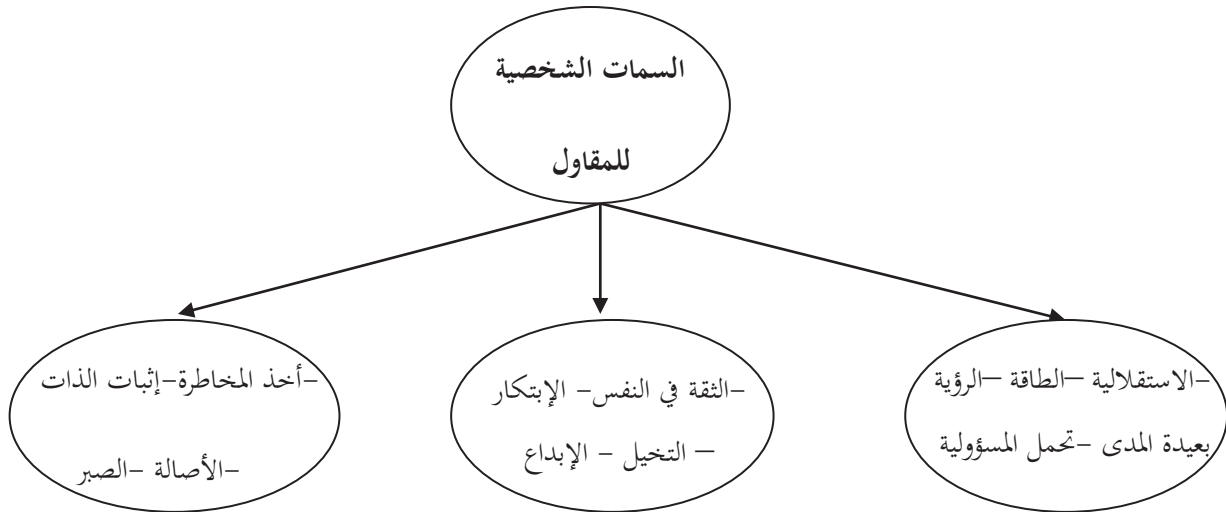 السمات الشخصية
للمقاول
-الاستقلالية –الطاقة –الرؤية
بعيدة المدى -تحمل المسؤولية
-الثقة في النفس- الإبتكار
– التخيل - الإبداع
-أخذ المخاطرة-إثبات الذات
-الأصالة -الصبر